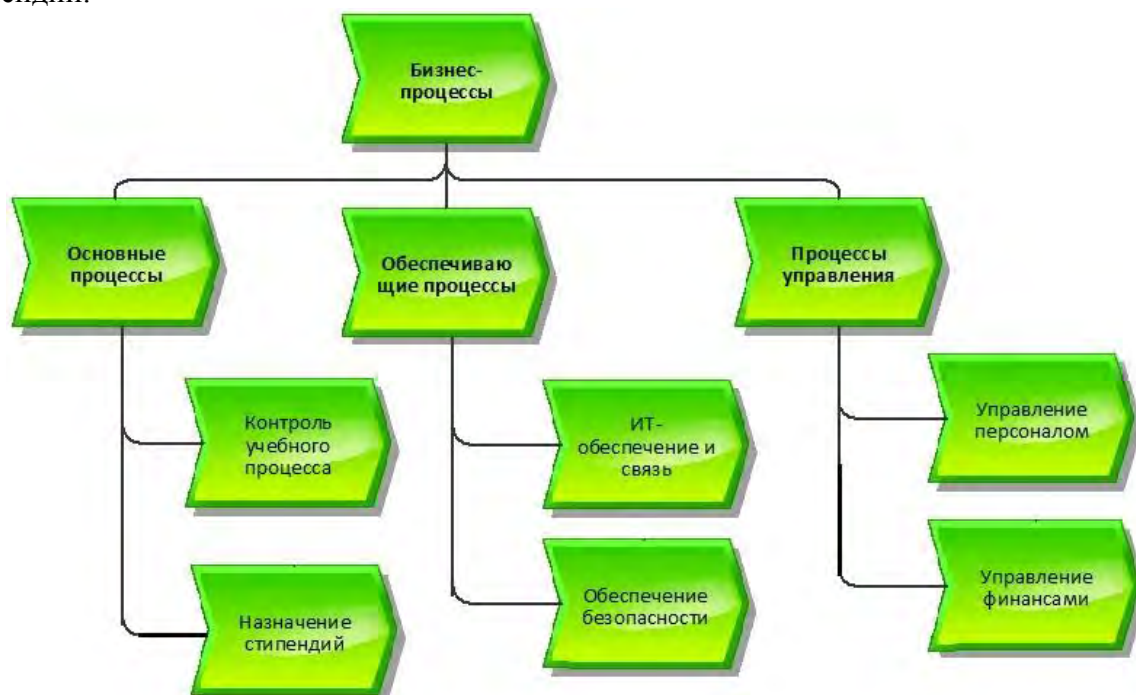 Бизнес-
процессы
Основные
процессы
Обеспечиваю
щие процессы
Процессы
управления
Контроль
учебного
процесса
ИТ-
обеспечение и
связь
Управление
персоналом
Назначение
стипендий
Обеспечение
безопасности
Управление
финансами